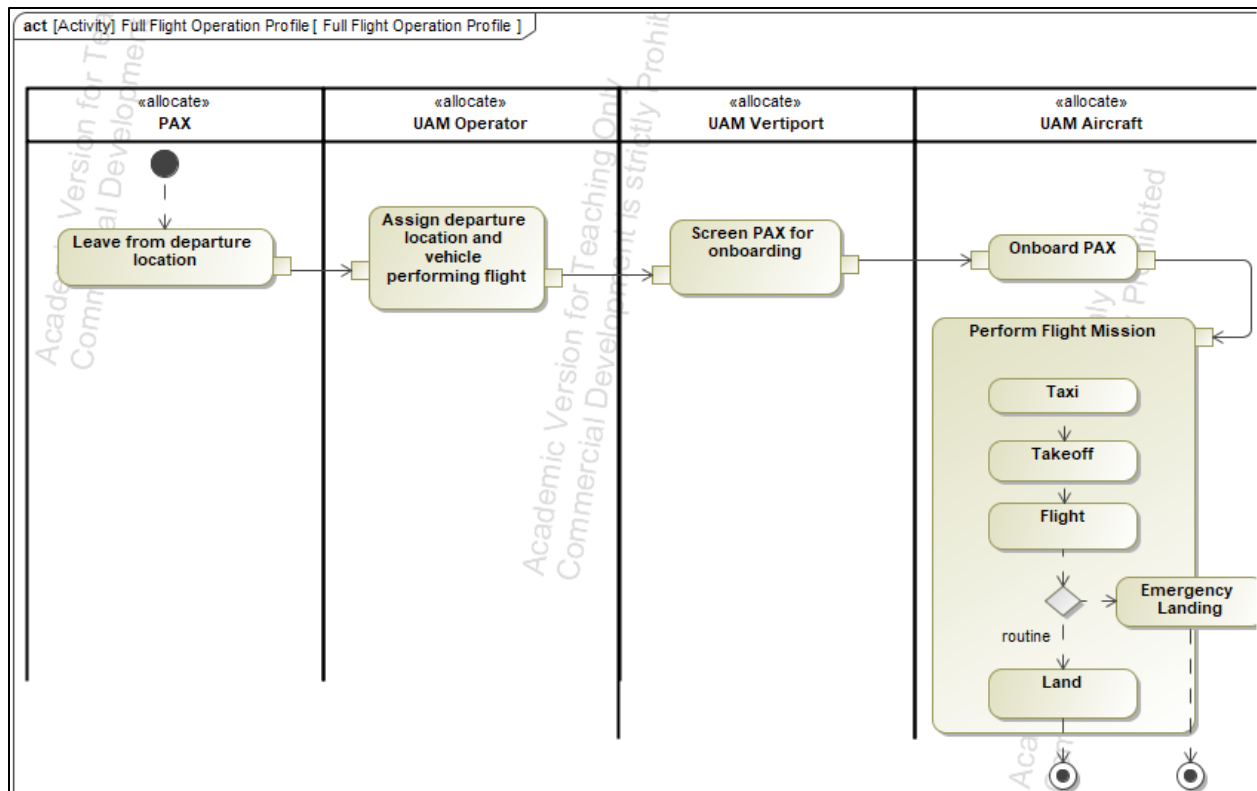 act [Activity] Full Flight Operation Profile [ Full Flight Operation Profile ]
«allocate»
PAX
«allocate»
UAM Operator
«allocate»
UAM Vertiport
«allocate»
UAM Aircraft
Leave from departure
location
Assign departure
location and
vehicle
performing flight
Screen PAX for
onboarding
Onboard PAX
Perform Flight Mission
Taxi
Takeoff
Flight
Emergency
Landing
routine
Land
Academic Version for Teaching Only
Commercial Development is strictly Prohibited